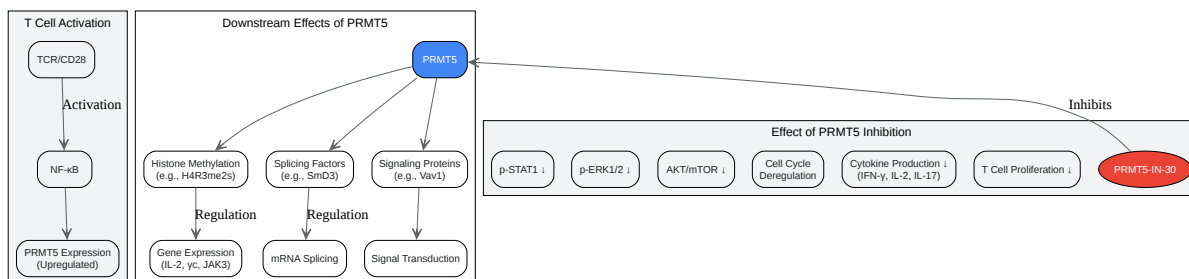 T Cell Activation
TCR/CD28
Activation
NF-κB
PRMT5 Expression
(Upregulated)
Downstream Effects of PRMT5
PRMT5
Histone Methylation
(e.g., H4R3me2s)
Splicing Factors
(e.g., SmD3)
Signaling Proteins
(e.g., Vav1)
Regulation
Regulation
Gene Expression
(IL-2, γc, JAK3)
mRNA Splicing
Signal Transduction
Inhibits
Effect of PRMT5 Inhibition
p-STAT1 ↓
p-ERK1/2 ↓
AKT/mTOR ↓
Cell Cycle
Deregulation
Cytokine Production ↓
(IFN-γ, IL-2, IL-17)
T Cell Proliferation ↓
PRMT5-IN-30